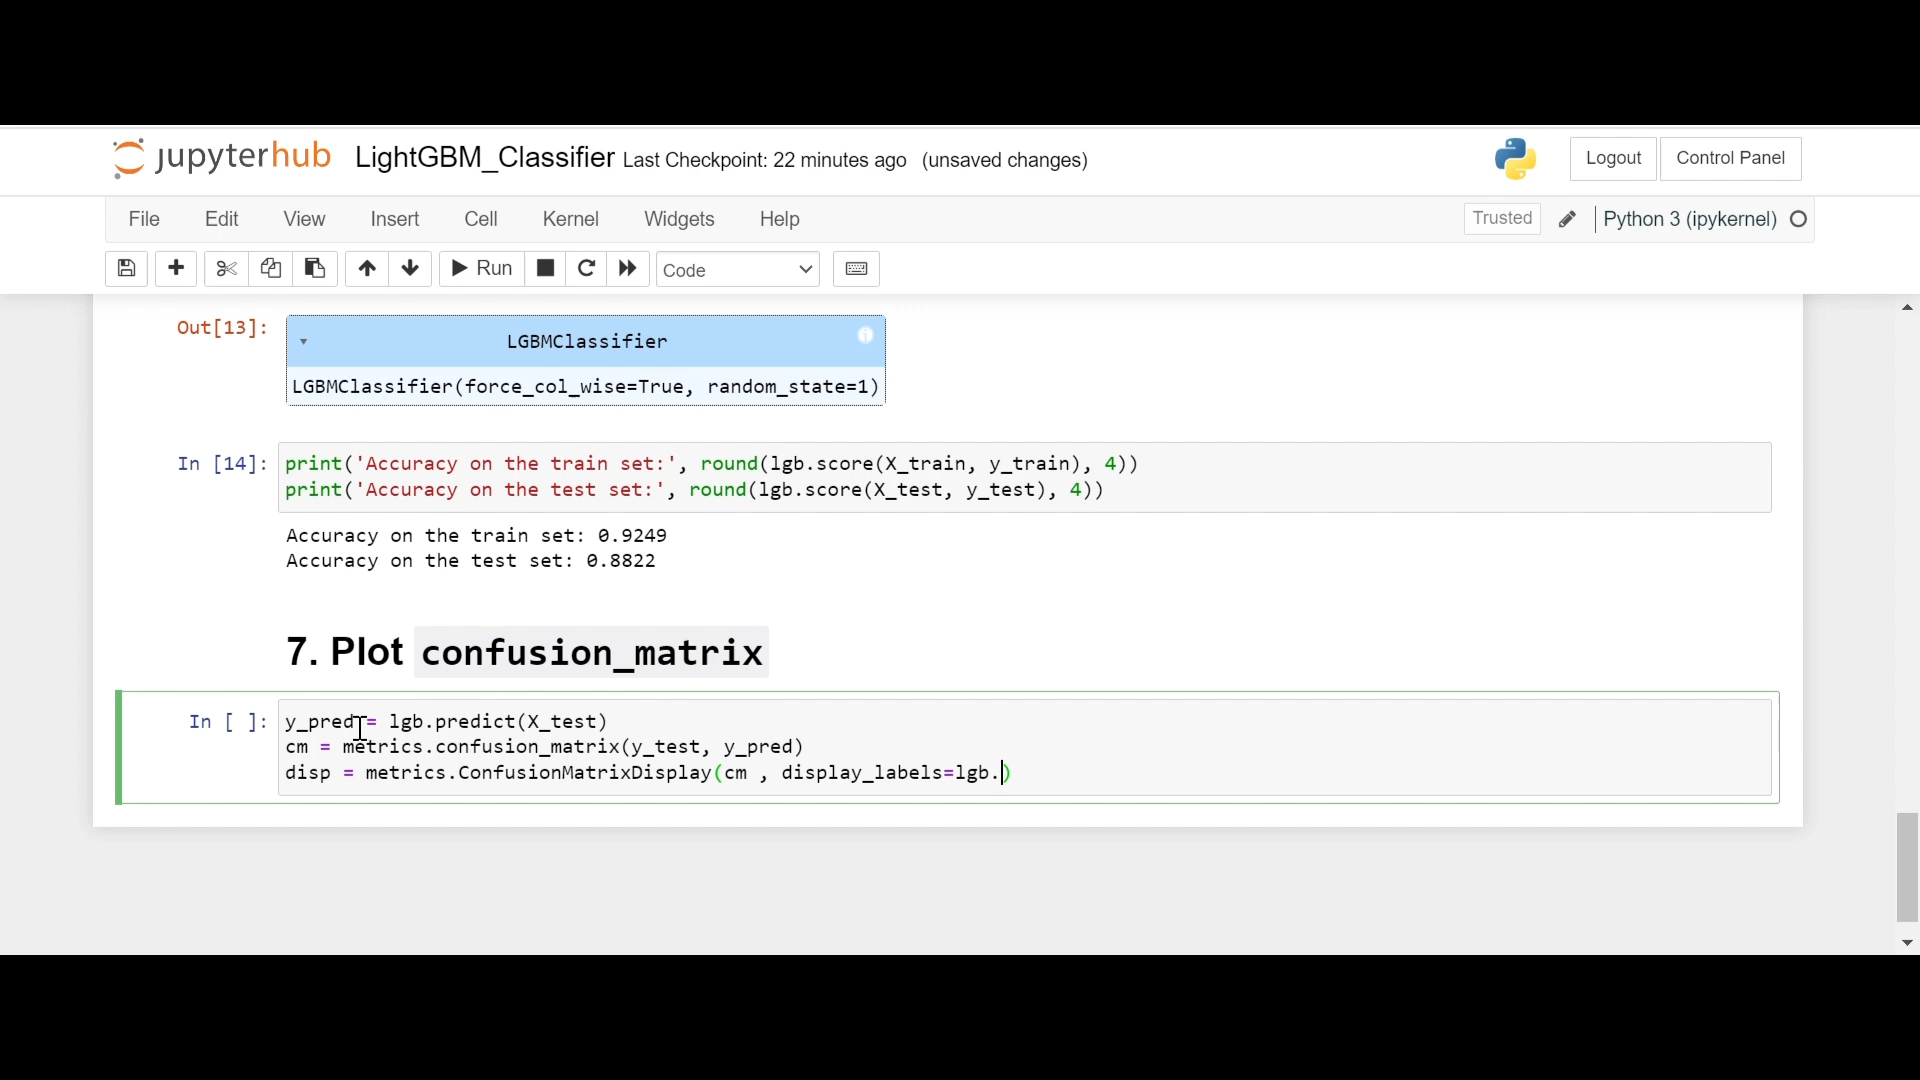 jupyterhub LightGBM_Classifier Last Checkpoint: 22 minutes ago (unsaved changes) Logout Control Panel
File Edit View Insert Cell Kernel Widgets Help Trusted Python 3 (ipykernel)
Run Code
Out[13]:
LGBMClassifier
LGBMClassifier(force_col_wise=True, random_state=1)
In [14]: print('Accuracy on the train set:', round(lgb.score(X_train, y_train), 4))
print('Accuracy on the test set:', round(lgb.score(X_test, y_test), 4))
Accuracy on the train set: 0.9249
Accuracy on the test set: 0.8822
7. Plot confusion_matrix
In [ ]: y_pred = lgb.predict(X_test)
cm = metrics.confusion_matrix(y_test, y_pred)
disp = metrics.ConfusionMatrixDisplay(cm , display_labels=lgb.)